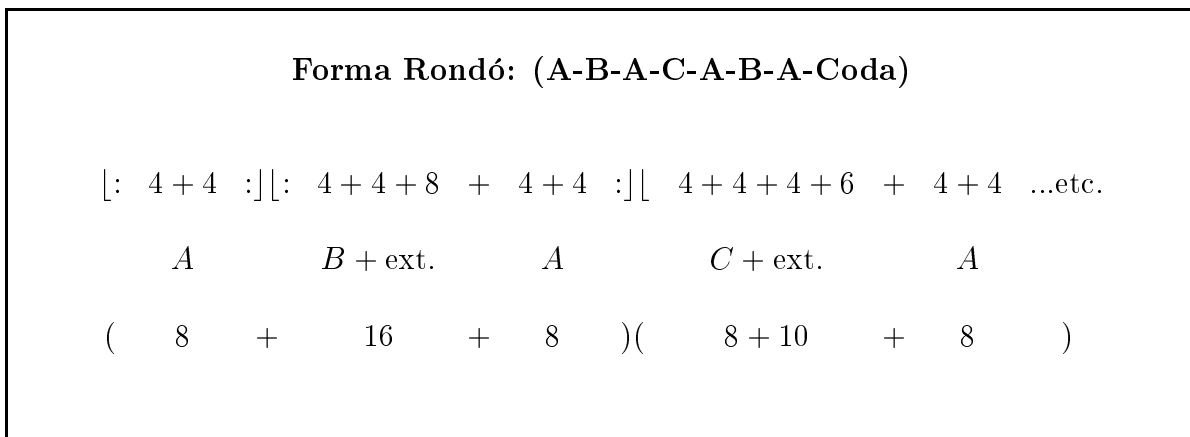 Forma Rondó: (A-B-A-C-A-B-A-Coda)
⌊: 4 + 4 :⌋⌊: 4 + 4 + 8 + 4 + 4 :⌋⌊ 4 + 4 + 4 + 6 + 4 + 4 ...etc.
A B + ext. A C + ext. A
( 8 + 16 + 8 )( 8 + 10 + 8 )